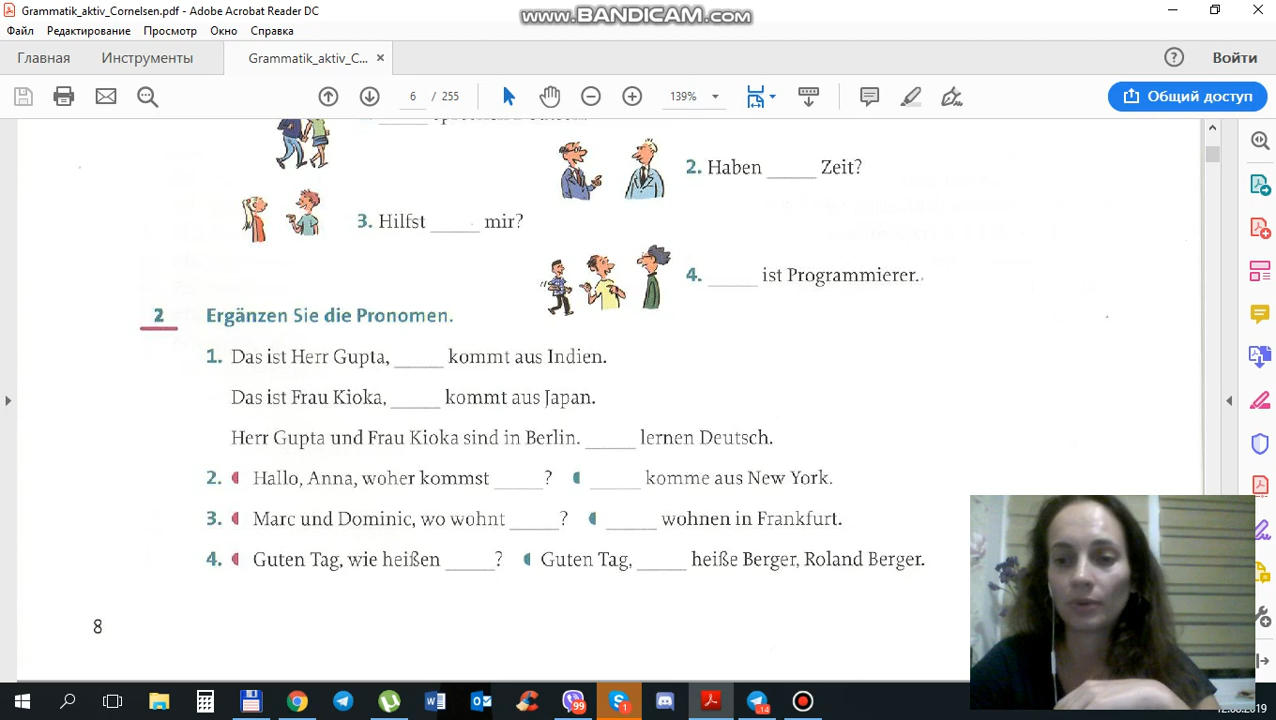 Grammatik_aktiv_Cornelsen.pdf - Adobe Acrobat Reader DC
www.BANDICAM.com
Файл Редактирование Просмотр Окно Справка
Главная Инструменты Grammatik_aktiv_C... × Войти
6 / 255 139% Общий доступ
2. Haben _____ Zeit?
3. Hilfst _____ mir?
4. _____ ist Programmierer.
2 Ergänzen Sie die Pronomen.
1. Das ist Herr Gupta, _____ kommt aus Indien.
Das ist Frau Kioka, _____ kommt aus Japan.
Herr Gupta und Frau Kioka sind in Berlin. _____ lernen Deutsch.
2. Hallo, Anna, woher kommst _____? _____ komme aus New York.
3. Marc und Dominic, wo wohnt _____? _____ wohnen in Frankfurt.
4. Guten Tag, wie heißen _____? Guten Tag, _____ heiße Berger, Roland Berger.
8